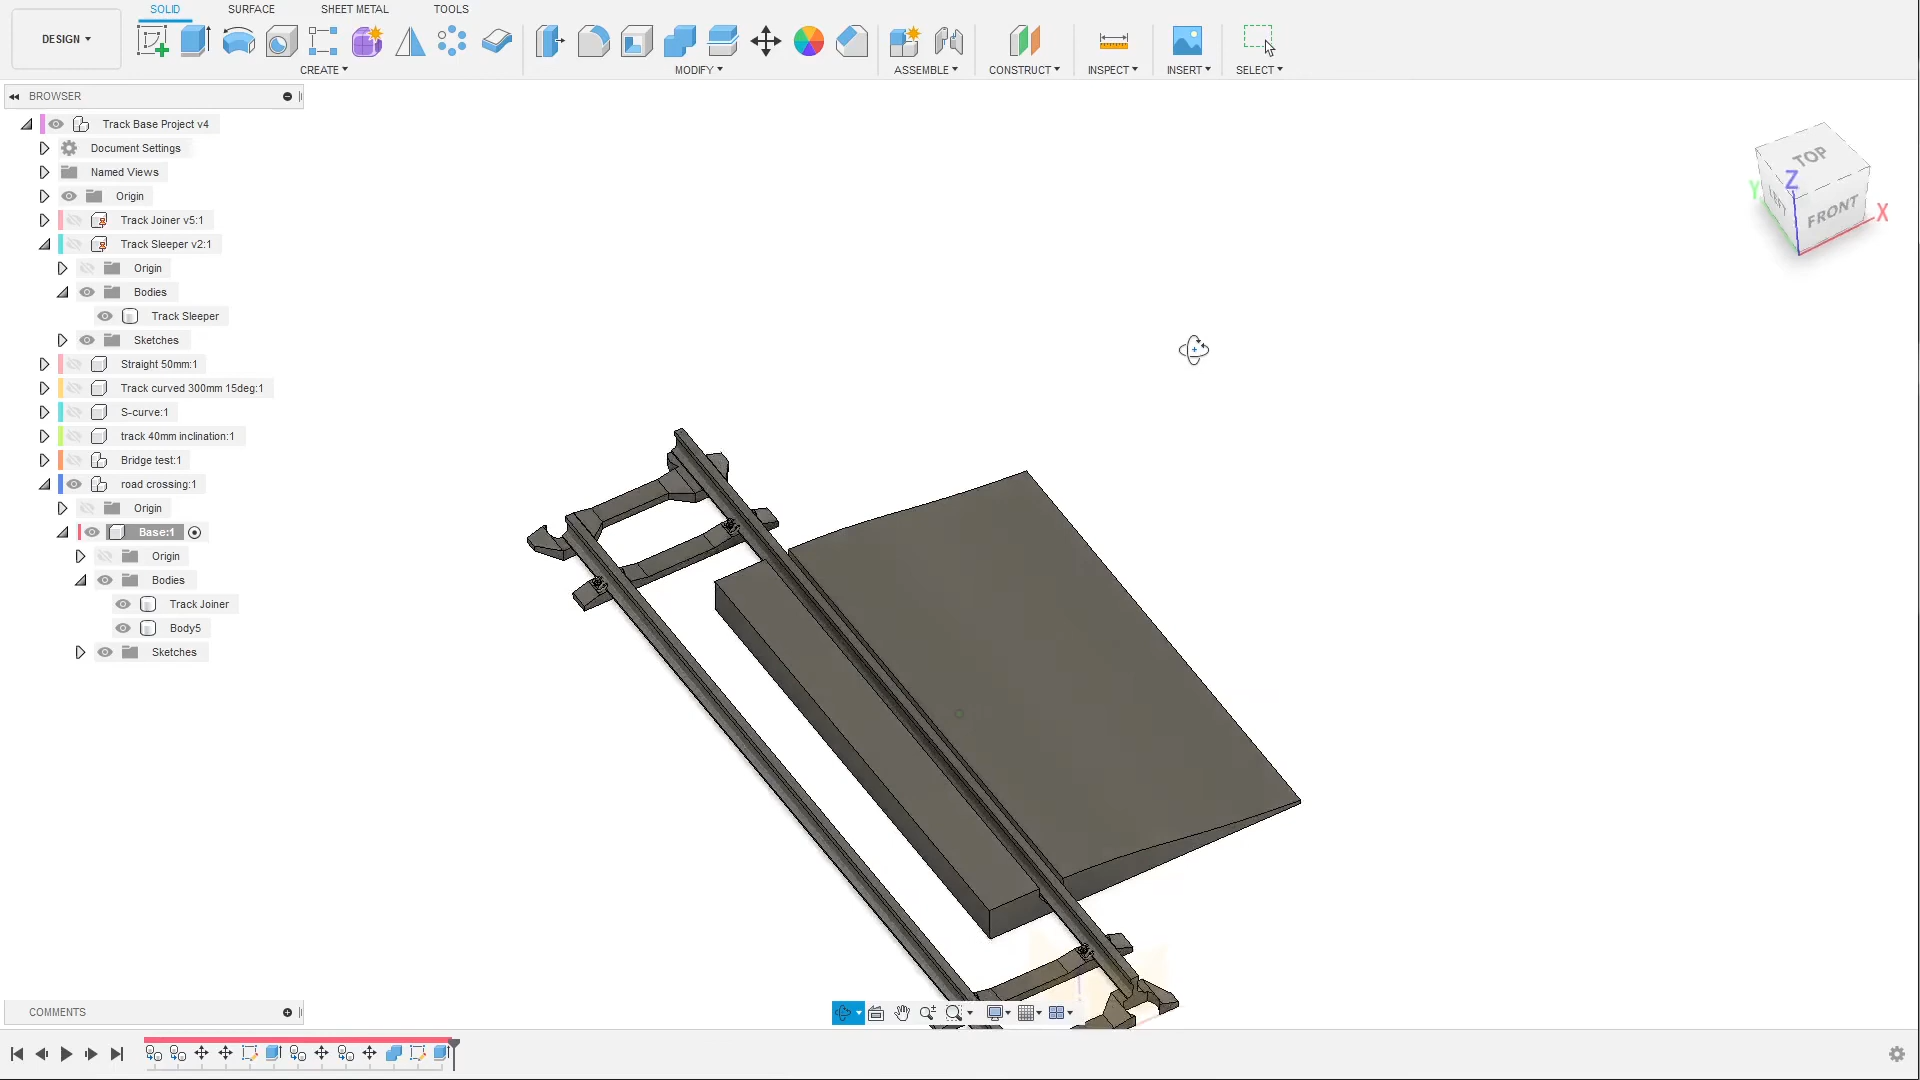 SOLID SURFACE SHEET METAL TOOLS
DESIGN
CREATE MODIFY ASSEMBLE CONSTRUCT INSPECT INSERT SELECT
BROWSER
Track Base Project v4
Document Settings
Named Views
Origin
Track Joiner v5:1
Track Sleeper v2:1
Origin
Bodies
Track Sleeper
Sketches
Straight 50mm:1
Track curved 300mm 15deg:1
S-curve:1
track 40mm inclination:1
Bridge test:1
road crossing:1
Origin
Base:1
Origin
Bodies
Track Joiner
Body5
Sketches
TOP
Z
Y
LEFT
FRONT
X
COMMENTS